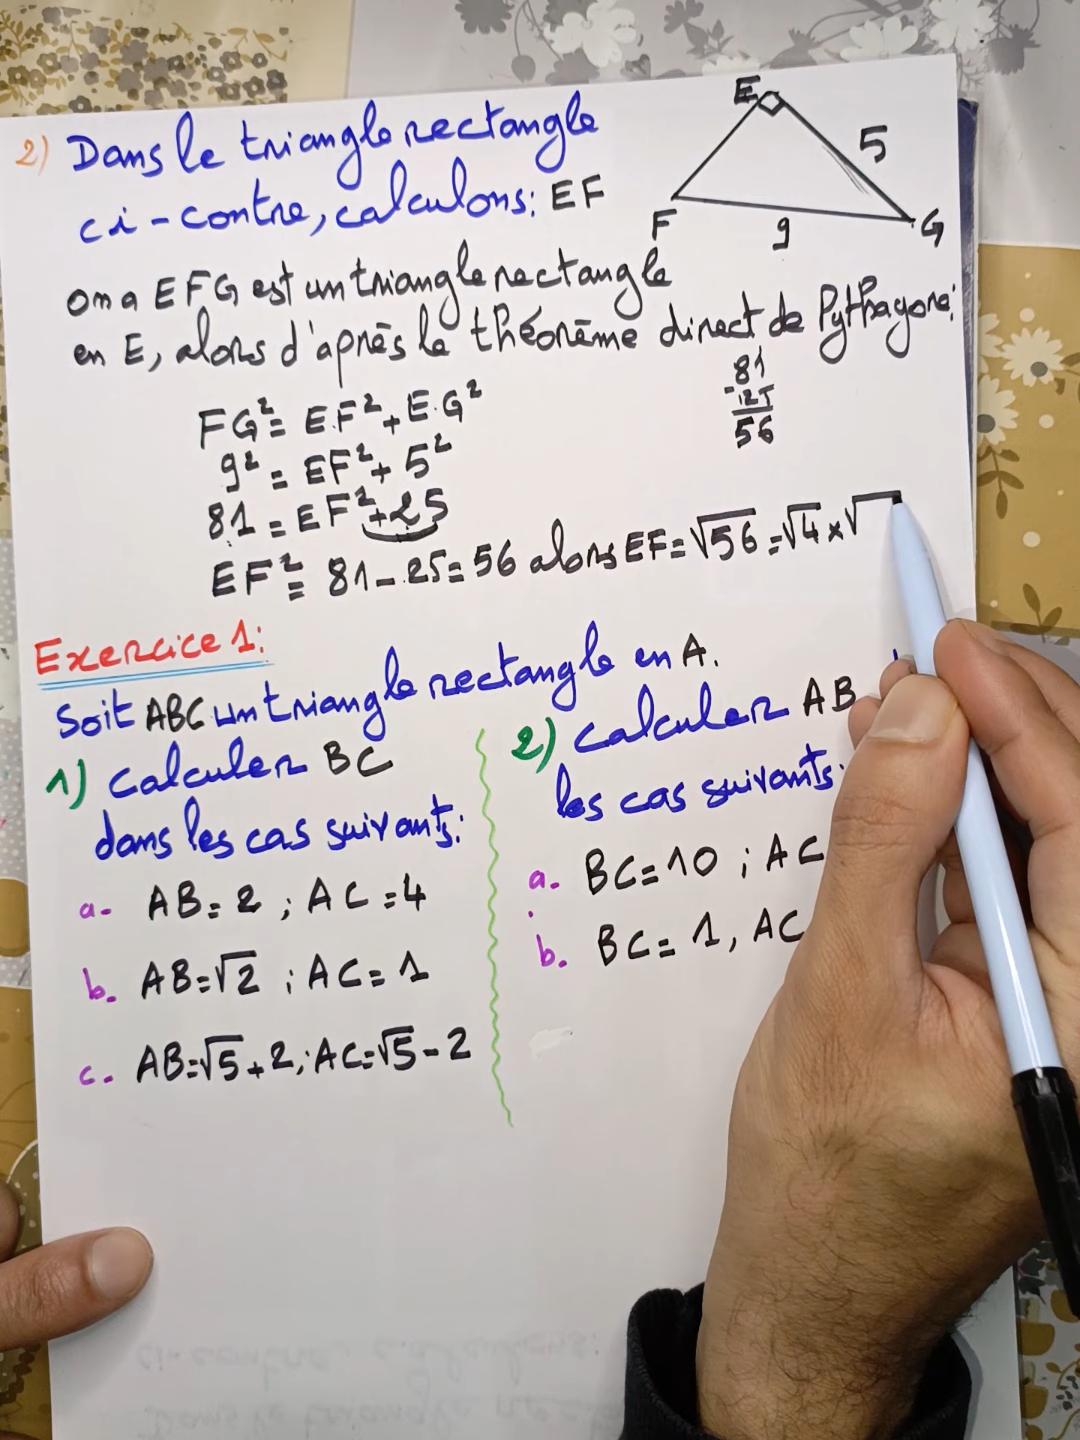 2) Dans le triangle rectangle
ci-contre, calculons: EF
E
5
F
9
G
on a EFG est un triangle rectangle
en E, alors d'après le théorème direct de Pythagore:
FG² = EF² + EG²
9² = EF² + 5²
81 = EF² + 25
EF² = 81 - 25 = 56 alors EF = √56 = √4 × √
81
- 25
56
Exercice 1:
Soit ABC un triangle rectangle en A.
1) Calculer BC
dans les cas suivants:
a- AB = 2 ; AC = 4
b. AB = √2 ; AC = 1
c. AB = √5 + 2 ; AC = √5 - 2
2) Calculer AB
les cas suivants:
a. BC = 10 ; AC
b. BC = 1, AC